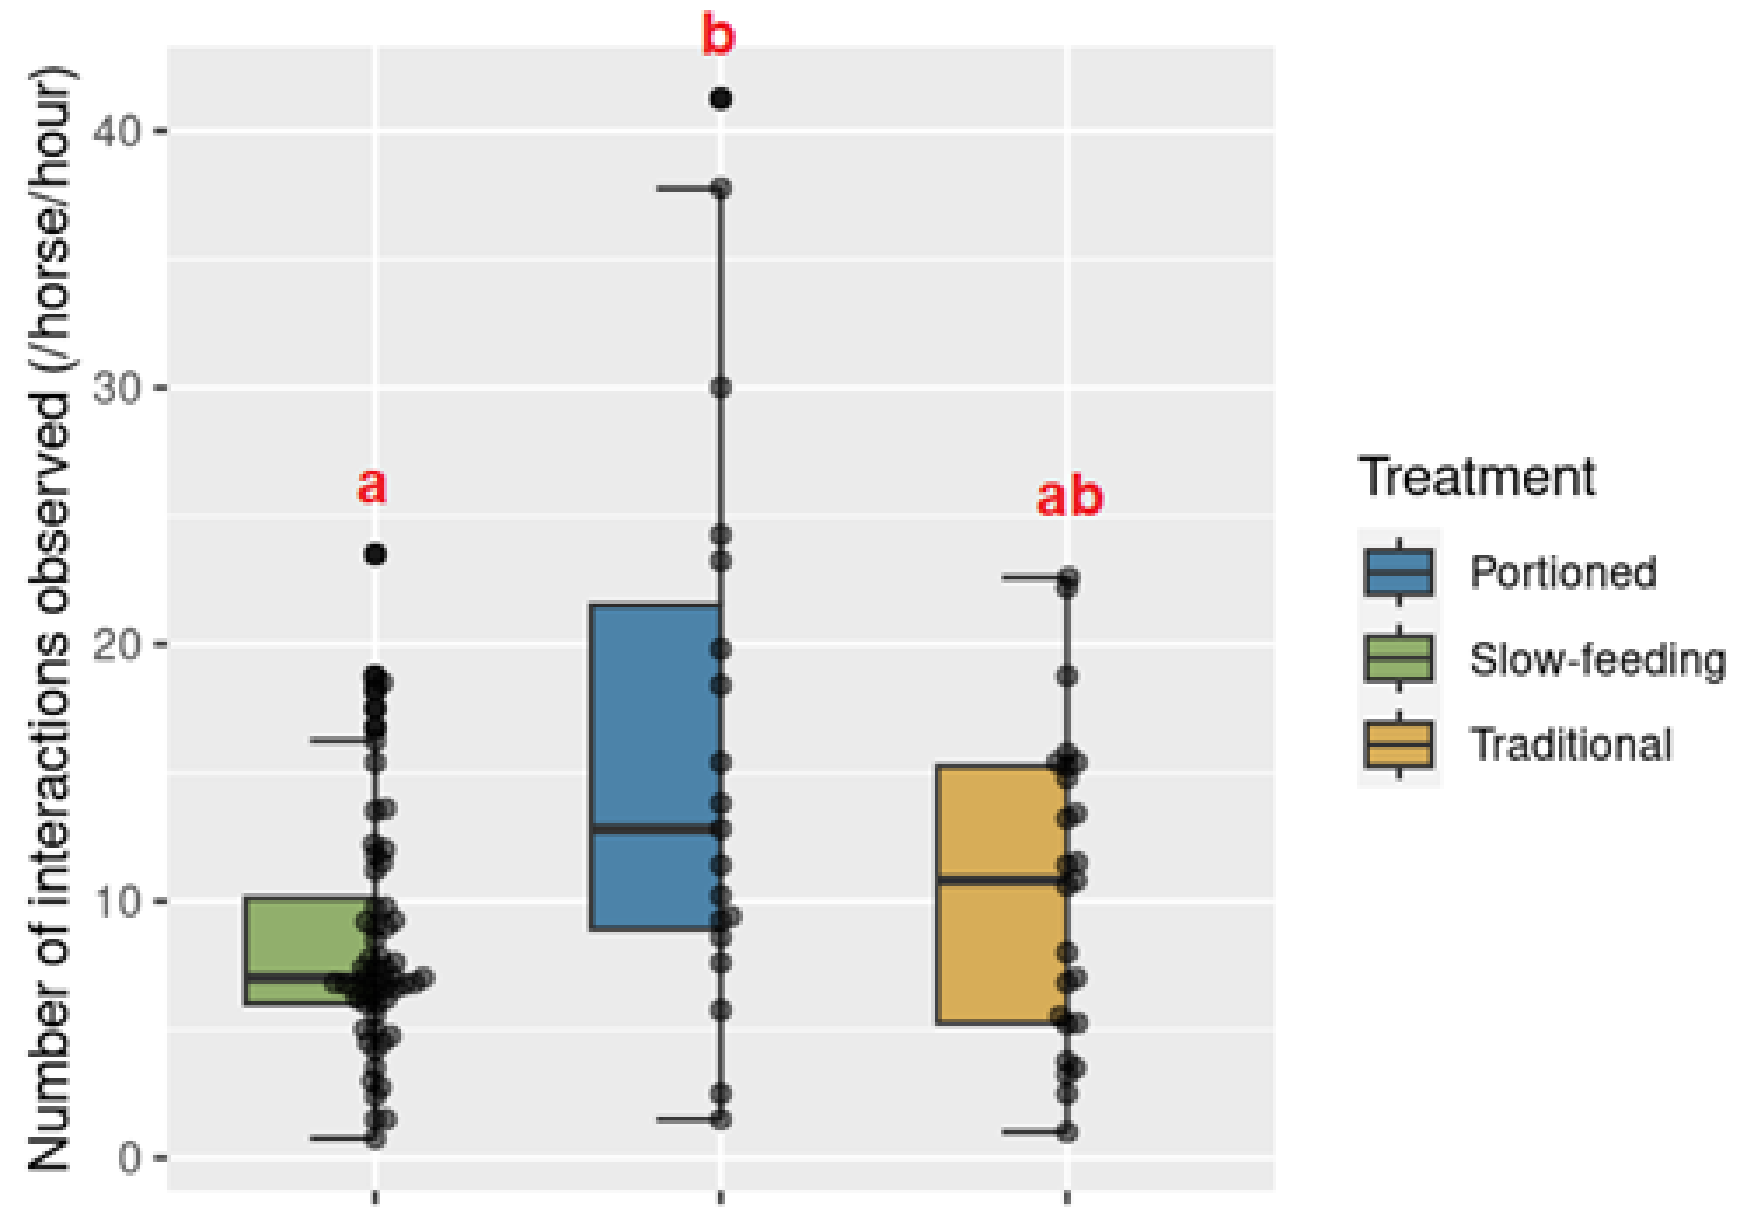 Number of interactions observed (/horse/hour)
40
30
20
10
0
a
b
ab
Treatment
Portioned
Slow-feeding
Traditional